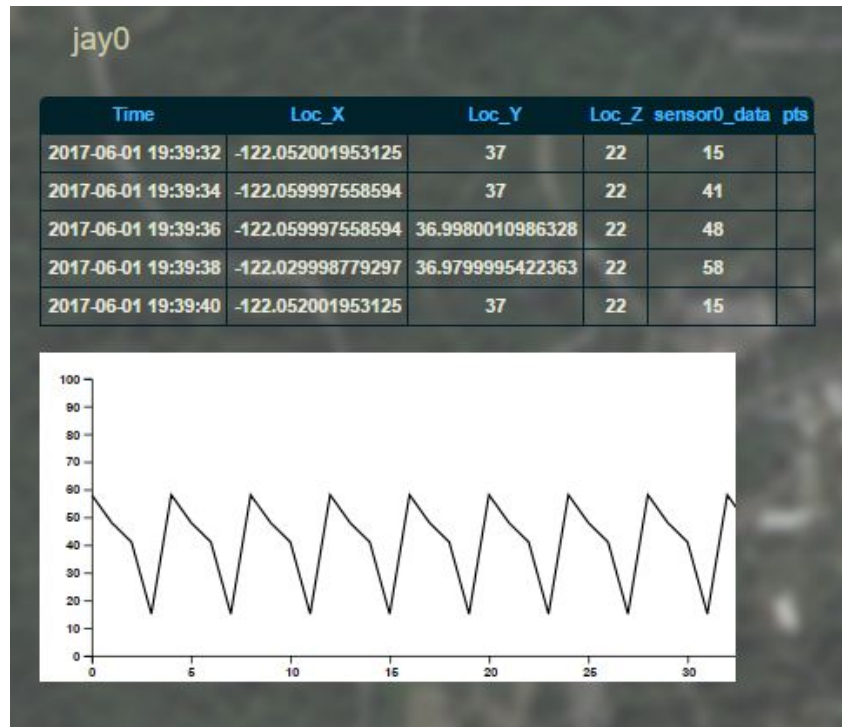 jay0
Time Loc_X Loc_Y Loc_Z sensor0_data pts
2017-06-01 19:39:32 -122.052001953125 37 22 15
2017-06-01 19:39:34 -122.059997558594 37 22 41
2017-06-01 19:39:36 -122.059997558594 36.9980010986328 22 48
2017-06-01 19:39:38 -122.029998779297 36.9799995422363 22 58
2017-06-01 19:39:40 -122.052001953125 37 22 15
100
90
80
70
60
50
40
30
20
10
0
0 5 10 15 20 25 30